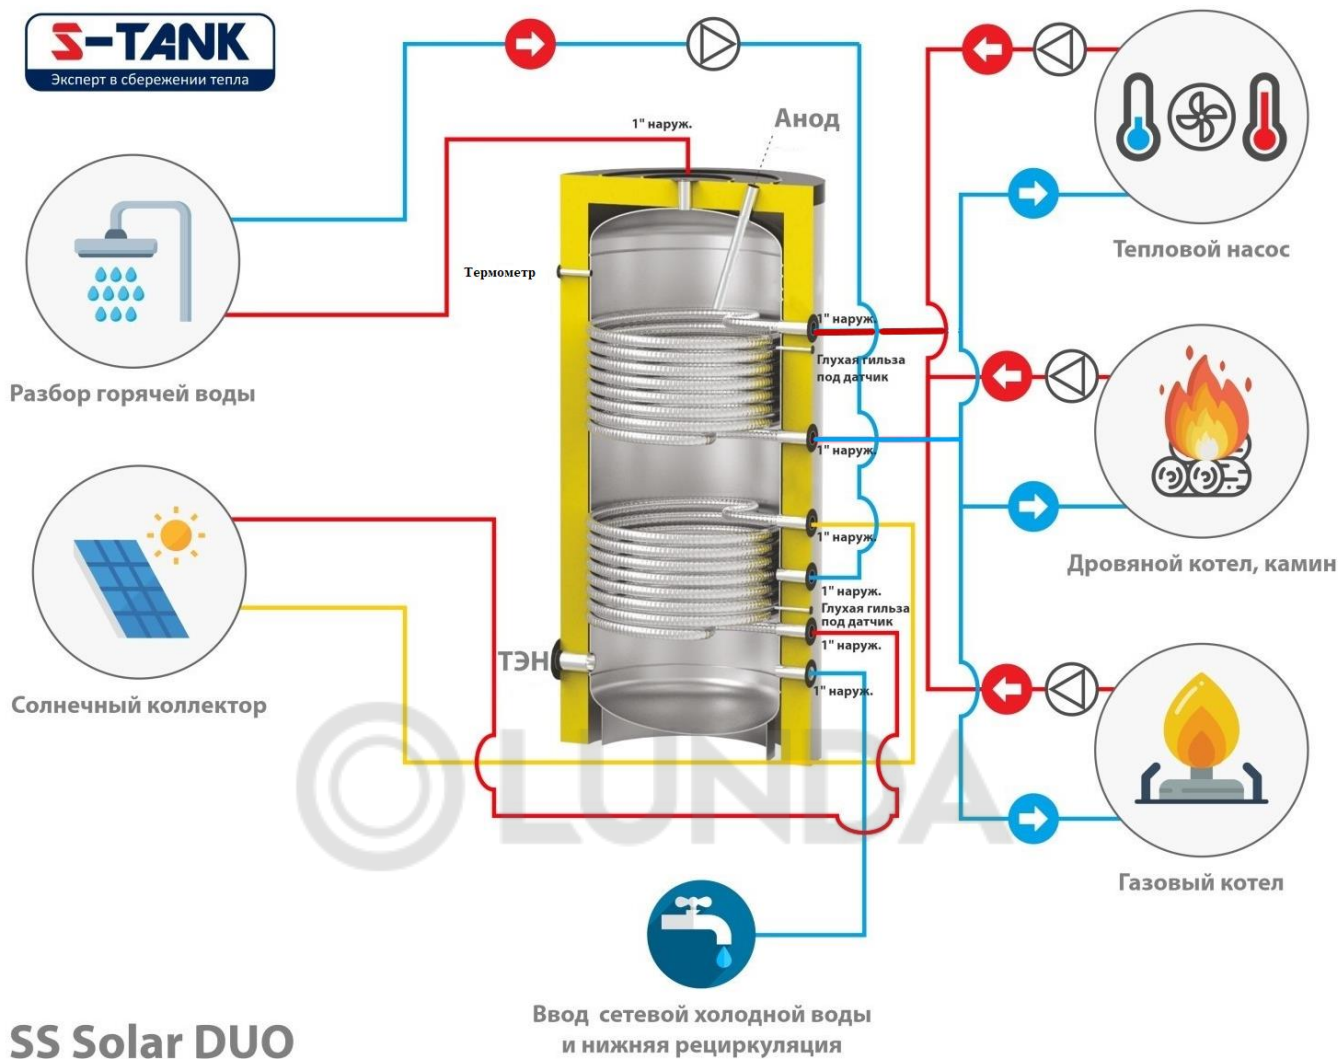 S-TANK
Эксперт в сбережении тепла
1" наруж.
Анод
Термометр
Тепловой насос
1" наруж.
Глухая гильза
под датчик
Разбор горячей воды
1" наруж.
1" наруж.
Дровяной котел, камин
1" наруж.
Глухая гильза
под датчик
ТЭН
1" наруж.
1" наруж.
Солнечный коллектор
LUNDA
Газовый котел
Ввод сетевой холодной воды
и нижняя рециркуляция
SS Solar DUO